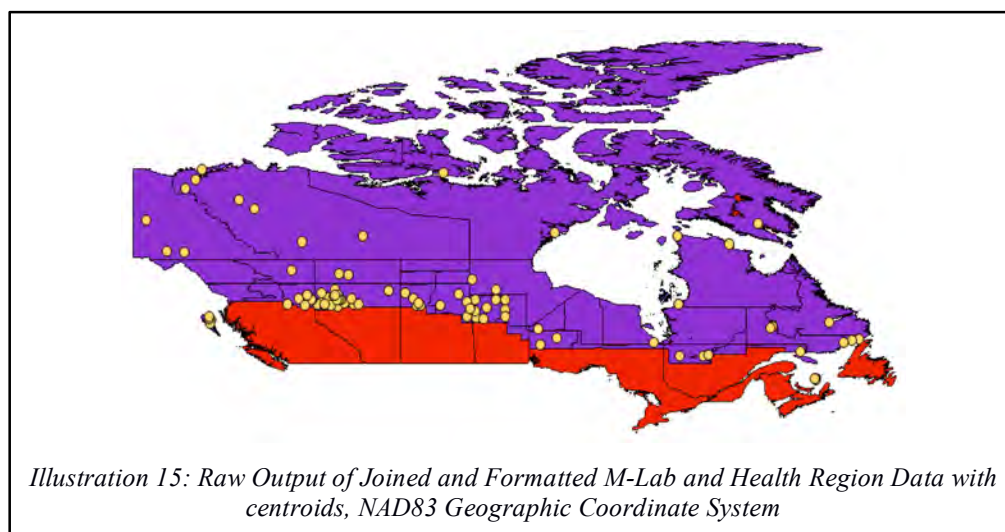 Illustration 15: Raw Output of Joined and Formatted M-Lab and Health Region Data with
centroids, NAD83 Geographic Coordinate System